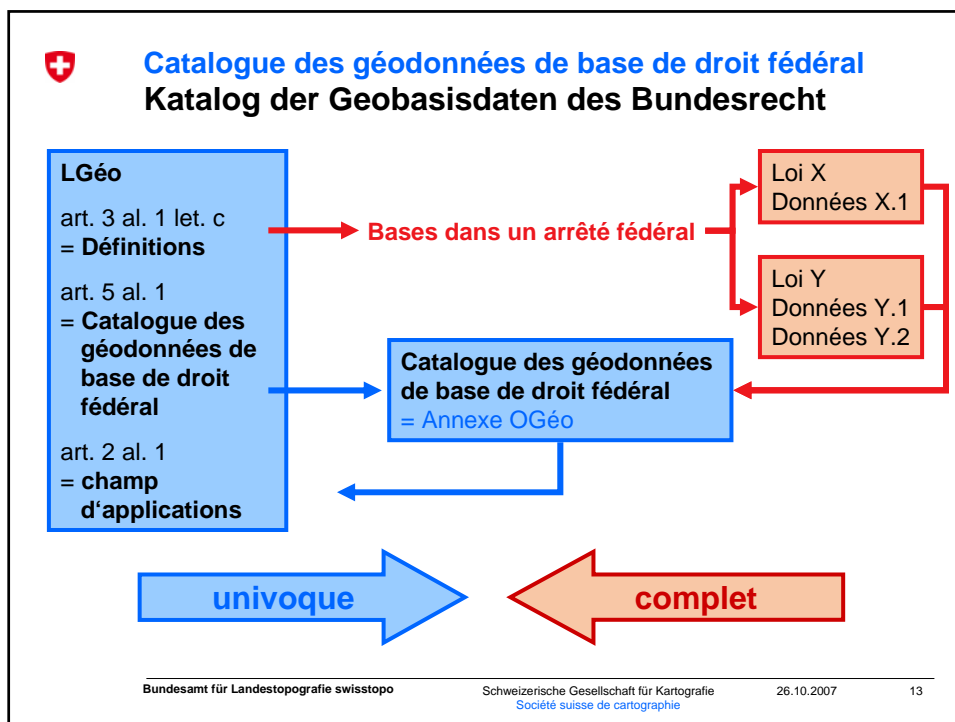 Catalogue des géodonnées de base de droit fédéral
Katalog der Geobasisdaten des Bundesrecht
LGéo
art. 3 al. 1 let. c
= Définitions
art. 5 al. 1
= Catalogue des
géodonnées de
base de droit
fédéral
art. 2 al. 1
= champ
d‘applications
Bases dans un arrêté fédéral
Loi X
Données X.1
Loi Y
Données Y.1
Données Y.2
Catalogue des géodonnées
de base de droit fédéral
= Annexe OGéo
univoque
complet
Bundesamt für Landestopografie swisstopo
Schweizerische Gesellschaft für Kartografie
Société suisse de cartographie
26.10.2007
13